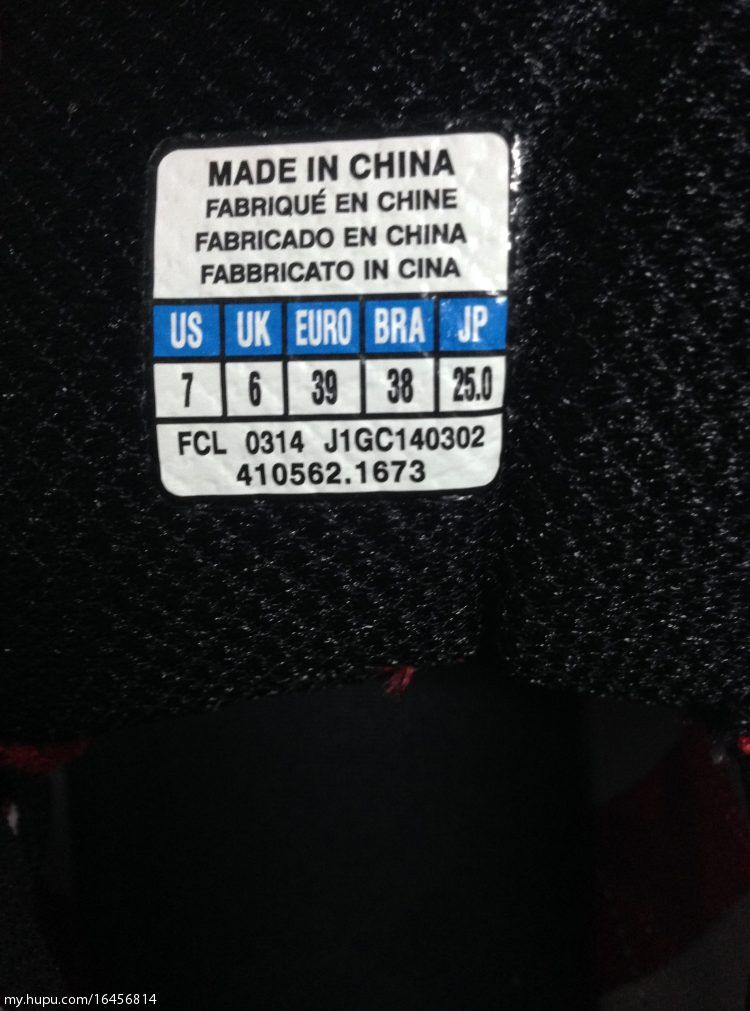 MADE IN CHINA
FABRIQUÉ EN CHINE
FABRICADO EN CHINA
FABBRICATO IN CINA
US UK EURO BRA JP
7 6 39 38 25.0
FCL 0314 J1GC140302
410562.1673
my.hupu.com/16456814